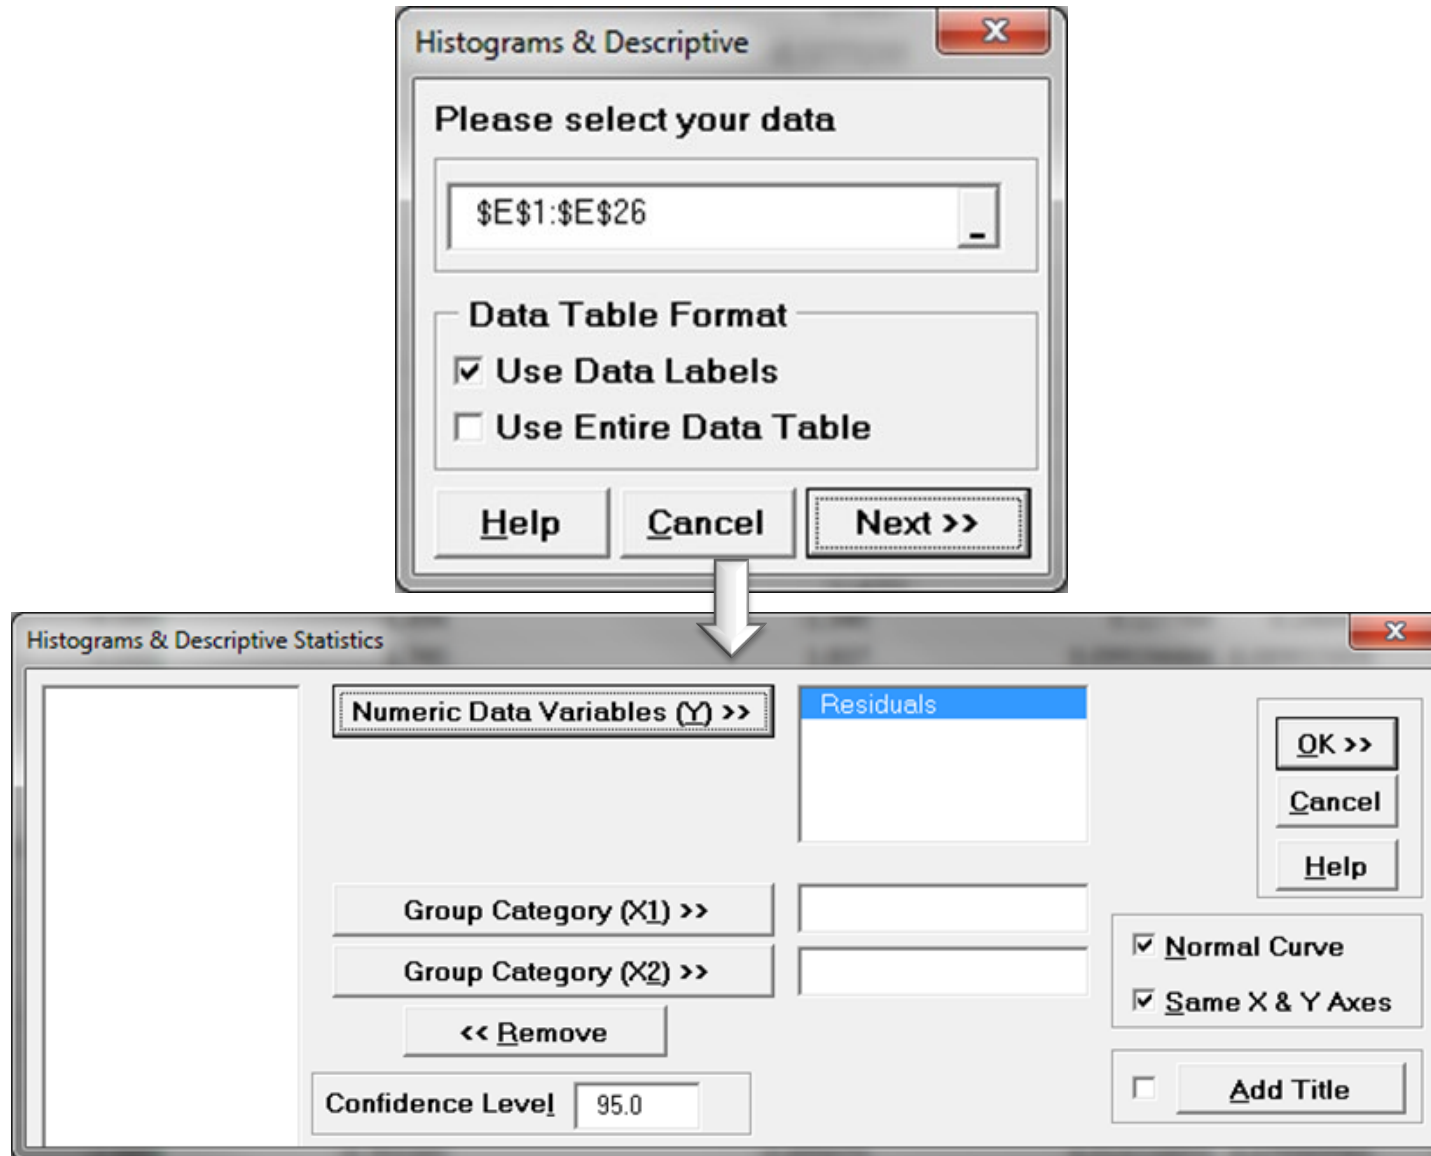 Histograms & Descriptive
Please select your data
$E$1:$E$26
Data Table Format
Use Data Labels
Use Entire Data Table
Help
Cancel
Next >>
Histograms & Descriptive Statistics
Numeric Data Variables (Y) >>
Residuals
OK >>
Cancel
Help
Group Category (X1) >>
Group Category (X2) >>
Normal Curve
Same X & Y Axes
<< Remove
Confidence Level 95.0
Add Title